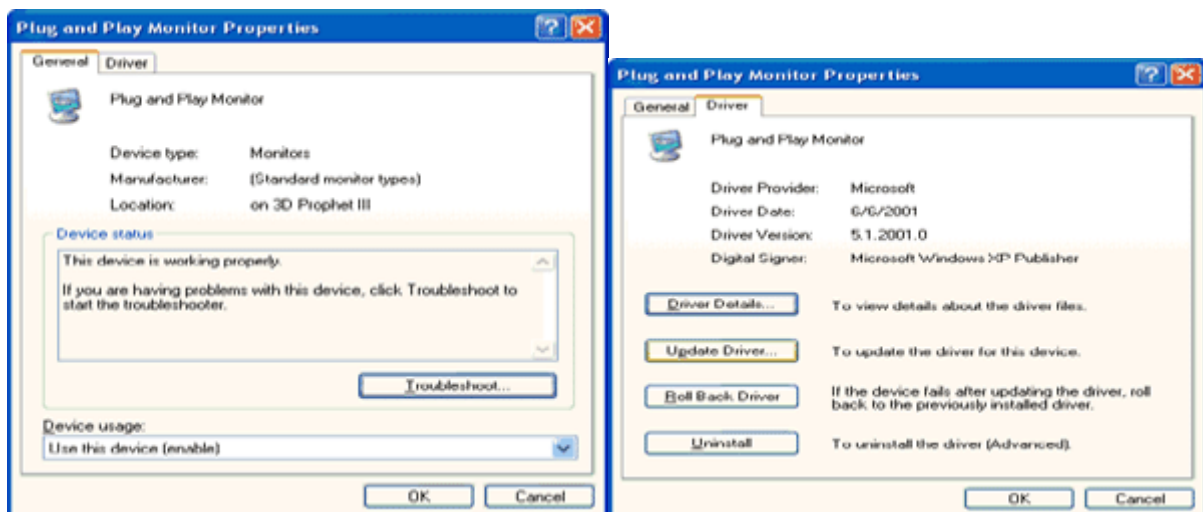 Plug and Play Monitor Properties
General Driver
Plug and Play Monitor
Device type: Monitors
Manufacturer: (Standard monitor types)
Location: on 3D Prophet III
Device status
This device is working properly.
If you are having problems with this device, click Troubleshoot to
start the troubleshooter.
Troubleshoot...
Device usage:
Use this device (enable)
OK Cancel
Plug and Play Monitor Properties
General Driver
Plug and Play Monitor
Driver Provider: Microsoft
Driver Date: 6/6/2001
Driver Version: 5.1.2001.0
Digital Signer: Microsoft Windows XP Publisher
Driver Details... To view details about the driver files.
Update Driver... To update the driver for this device.
Roll Back Driver If the device fails after updating the driver, roll
back to the previously installed driver.
Uninstall To uninstall the driver (Advanced).
OK Cancel